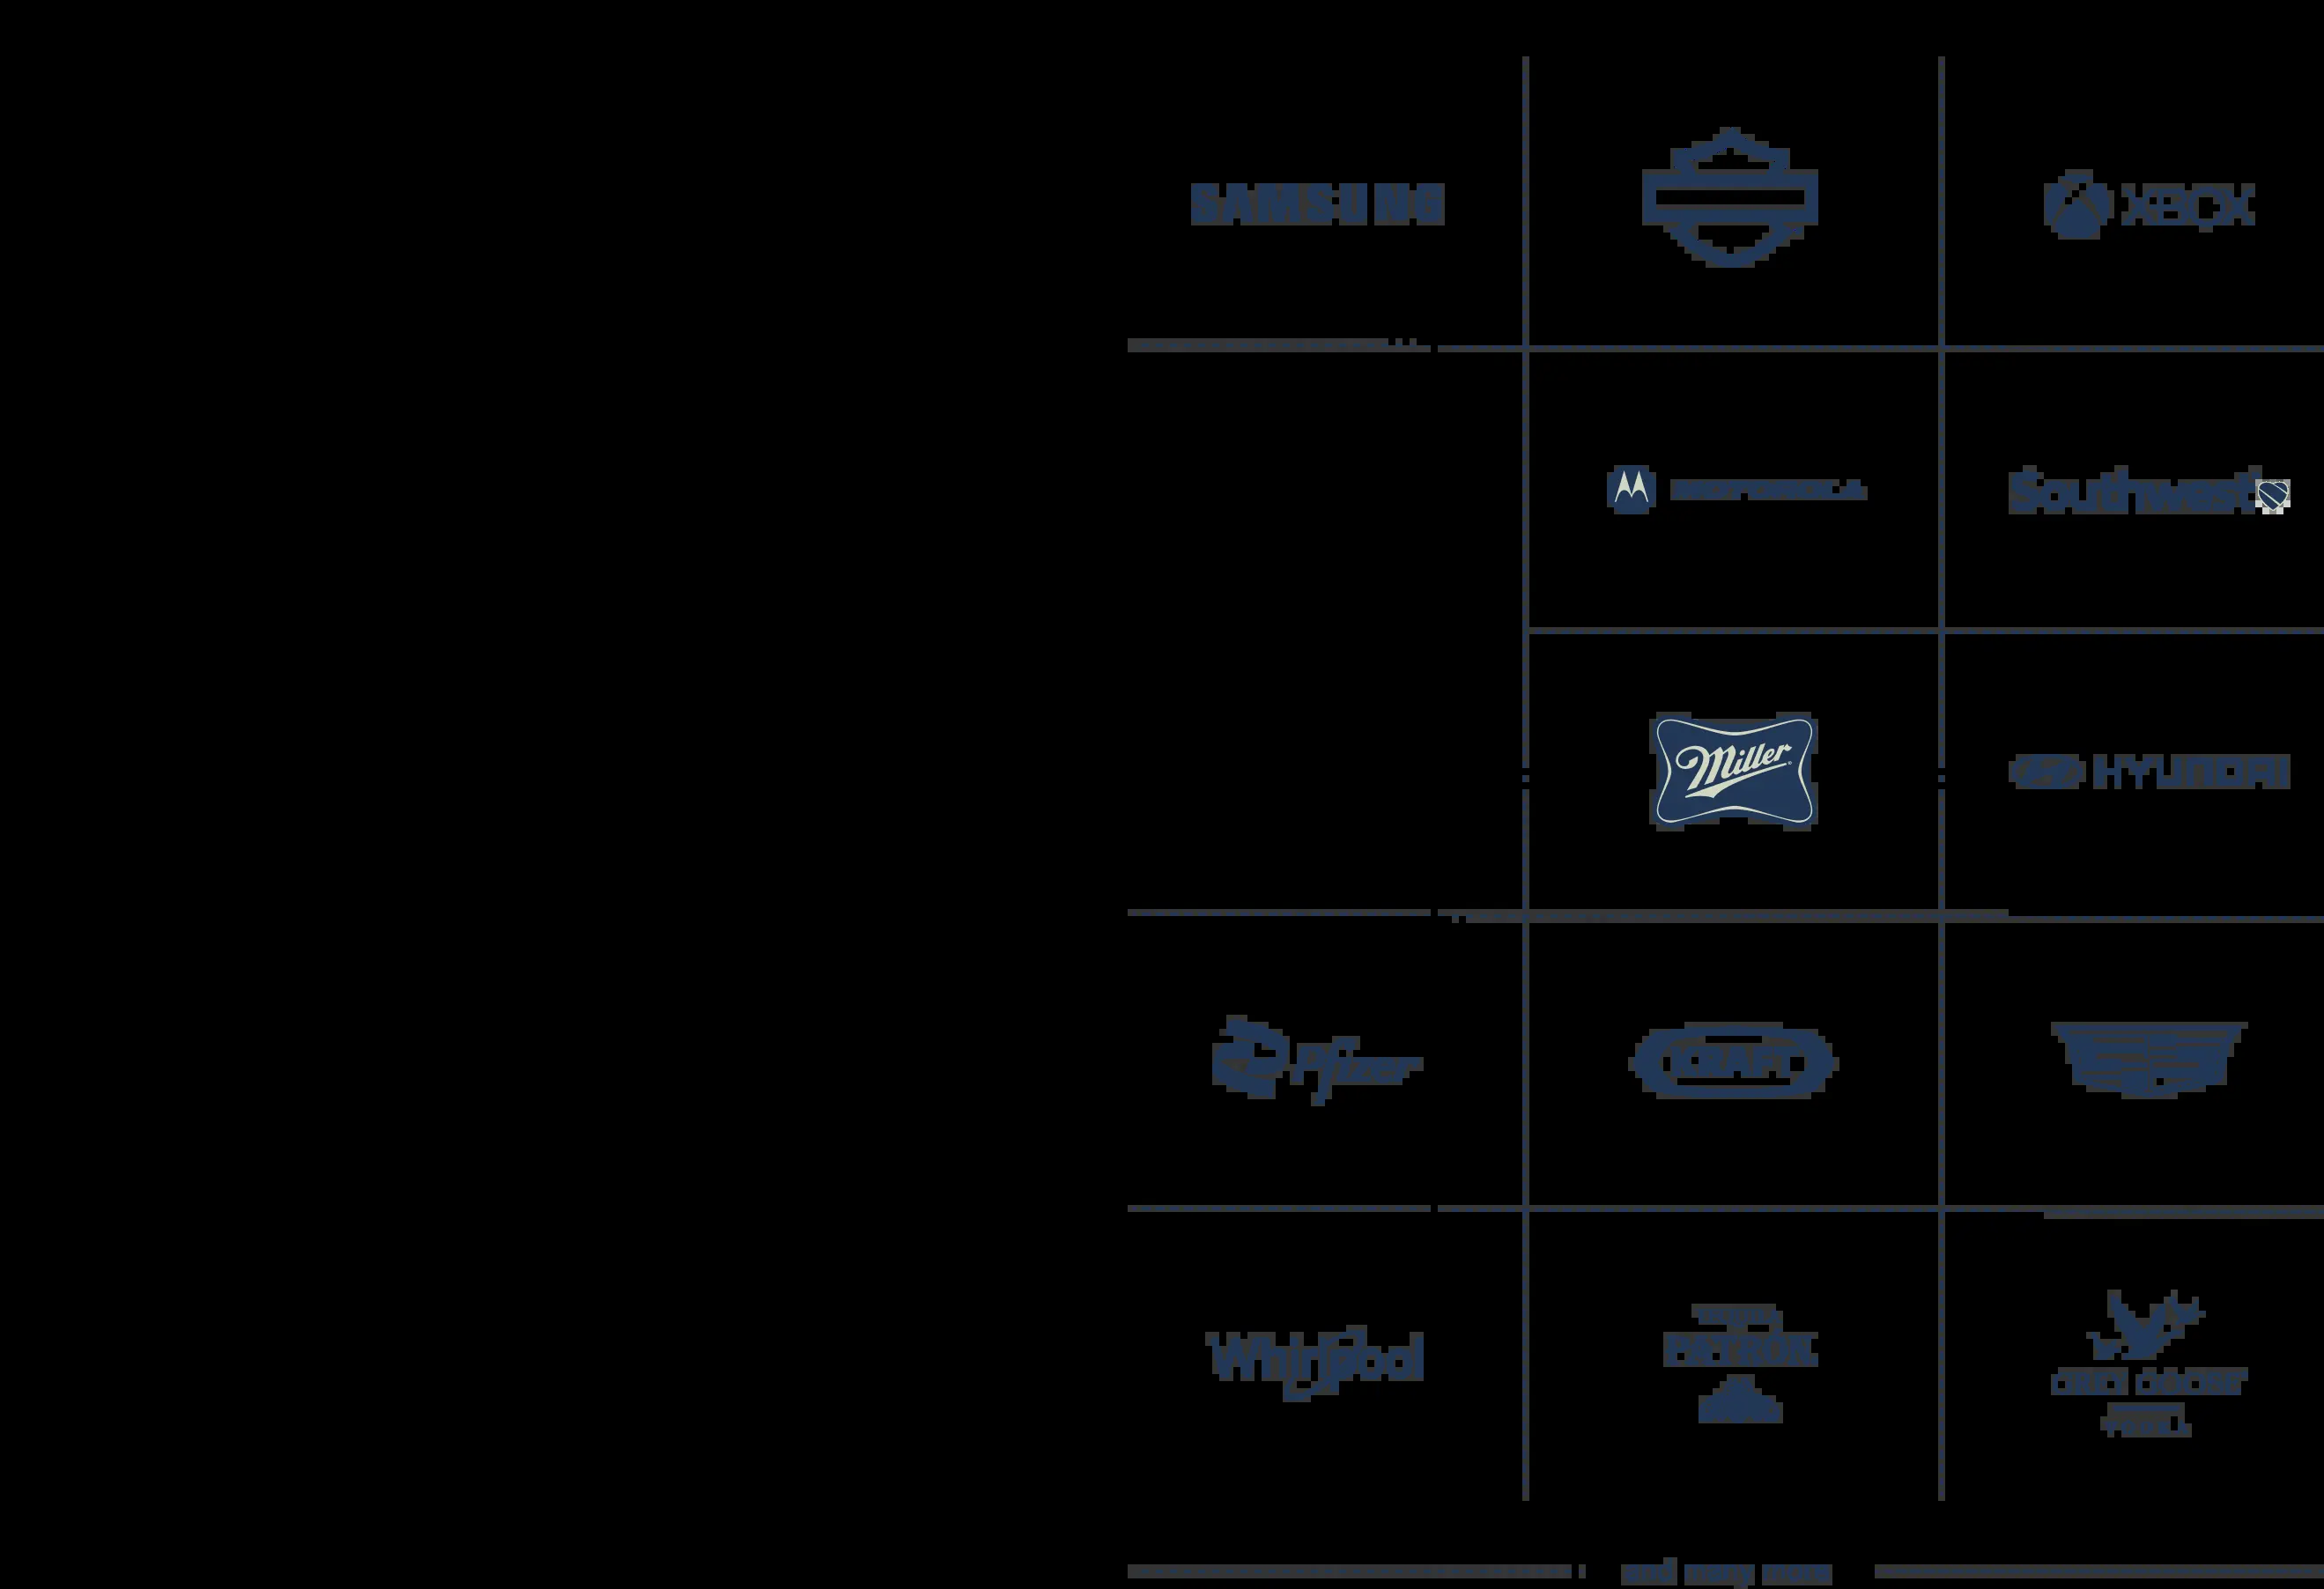 SAMSUNG
XBOX
MOTOROLA
Southwest
Miller
HYUNDAI
Pfizer
KRAFT
Whirlpool
PATRÓN
GREY GOOSE
and many more